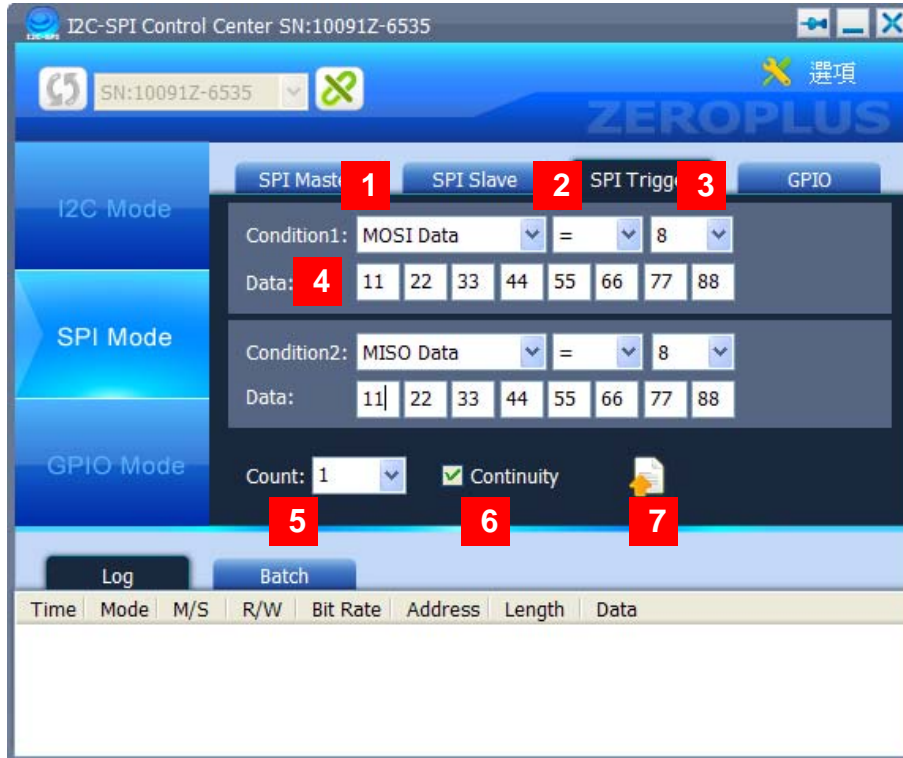 I2C-SPI Control Center SN:10091Z-6535
SN:10091Z-6535
選項
ZEROPLUS
SPI Maste 1 SPI Slave 2 SPI Trigge 3 GPIO
I2C Mode
Condition1: MOSI Data = 8
Data: 4 11 22 33 44 55 66 77 88
SPI Mode
Condition2: MISO Data = 8
Data: 11 22 33 44 55 66 77 88
GPIO Mode
Count: 1 Continuity
5 6 7
Log Batch
Time Mode M/S R/W Bit Rate Address Length Data